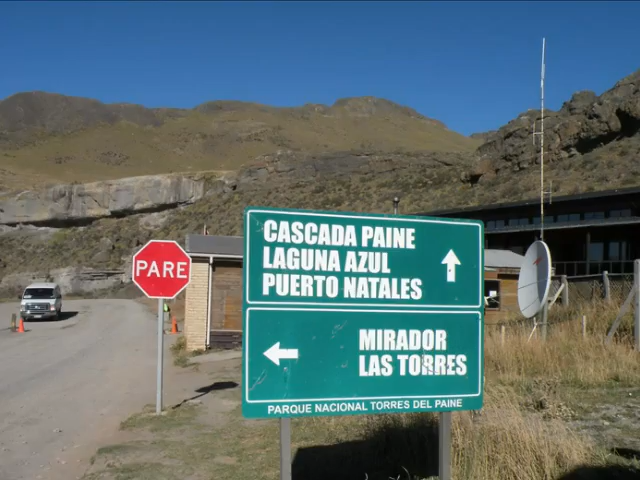 PARE
CASCADA PAINE
LAGUNA AZUL
PUERTO NATALES
MIRADOR
LAS TORRES
PARQUE NACIONAL TORRES DEL PAINE